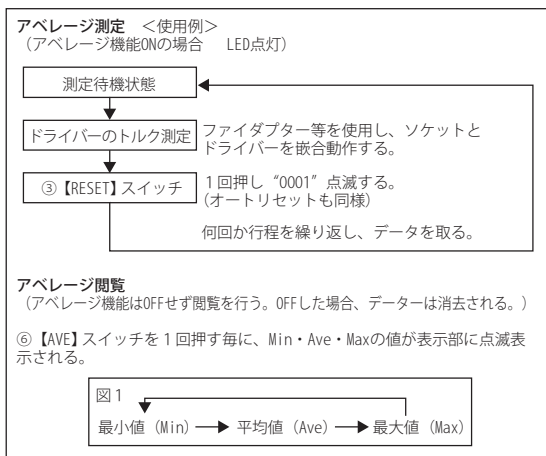 アベレージ測定　＜使用例＞
（アベレージ機能ONの場合　　LED点灯）
測定待機状態
ドライバーのトルク測定
ファイダプター等を使用し、ソケットと
ドライバーを嵌合動作する。
③【RESET】スイッチ
１回押し“0001”点滅する。
（オートリセットも同様）
何回か行程を繰り返し、データを取る。
アベレージ閲覧
（アベレージ機能はOFFせず閲覧を行う。OFFした場合、データーは消去される。）
⑥【AVE】スイッチを１回押す毎に、Min・Ave・Maxの値が表示部に点滅表
示される。
図１
最小値（Min）→ 平均値（Ave）→ 最大値（Max）